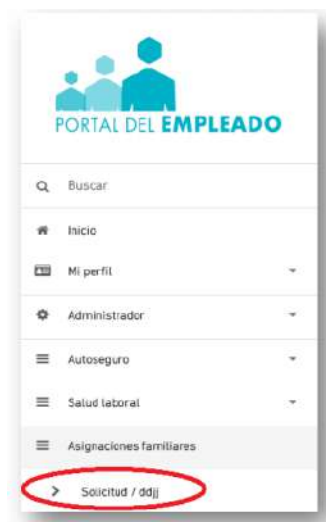 PORTAL DEL EMPLEADO
Buscar
Inicio
Mi perfil
Administrador
Autoseguro
Salud laboral
Asignaciones familiares
Solicitud / ddjj